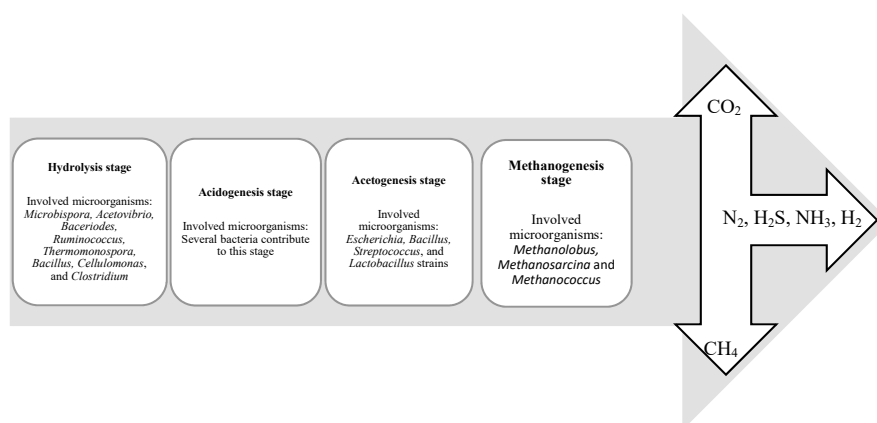 Hydrolysis stage
Involved microorganisms:
Microbispora, Acetovibrio,
Baceriodes,
Ruminococcus,
Thermomonospora,
Bacillus, Cellulomonas,
and Clostridium
Acidogenesis stage
Involved microorganisms:
Several bacteria contribute
to this stage
Acetogenesis stage
Involved
microorganisms:
Escherichia, Bacillus,
Streptococcus, and
Lactobacillus strains
Methanogenesis
stage
Involved
microorganisms:
Methanolobus,
Methanosarcina and
Methanococcus
CO₂
N₂, H₂S, NH₃, H₂
CH₄